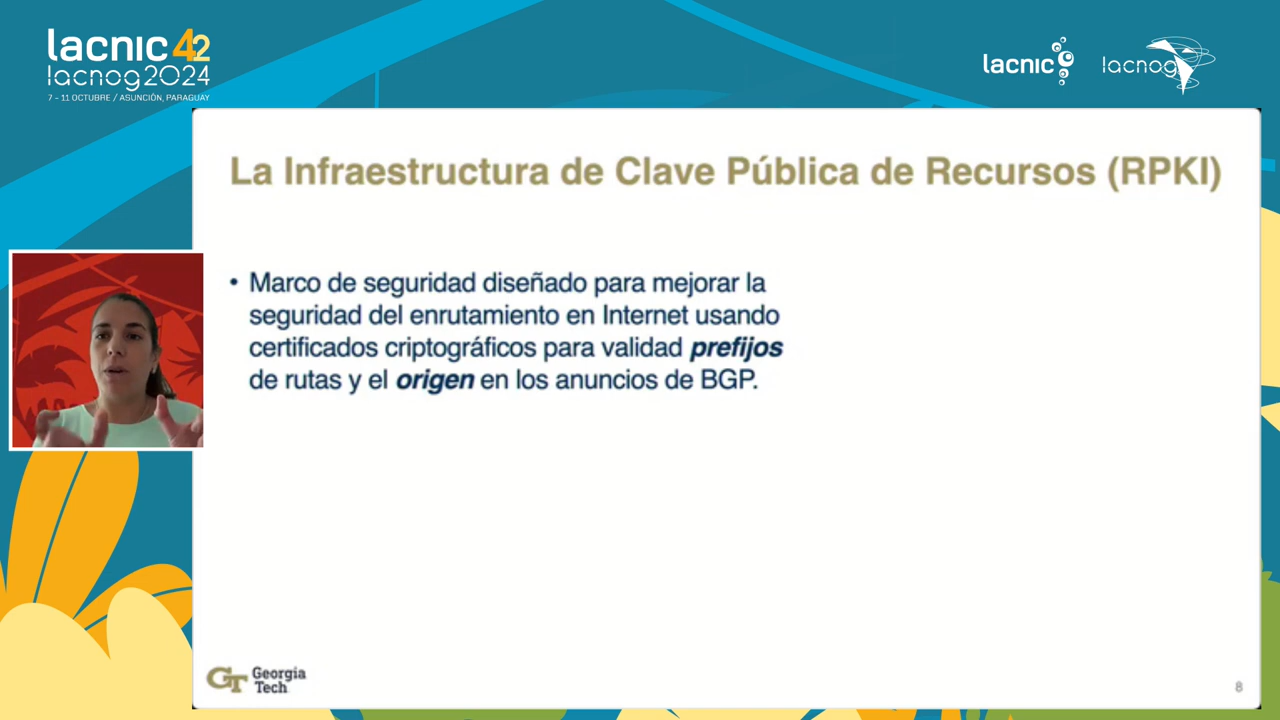 lacnic 42
lacnog2024
7 - 11 OCTUBRE / ASUNCIÓN, PARAGUAY
lacnic
lacnog
La Infraestructura de Clave Pública de Recursos (RPKI)
• Marco de seguridad diseñado para mejorar la
seguridad del enrutamiento en Internet usando
certificados criptográficos para validad prefijos
de rutas y el origen en los anuncios de BGP.
GT Georgia
Tech
8